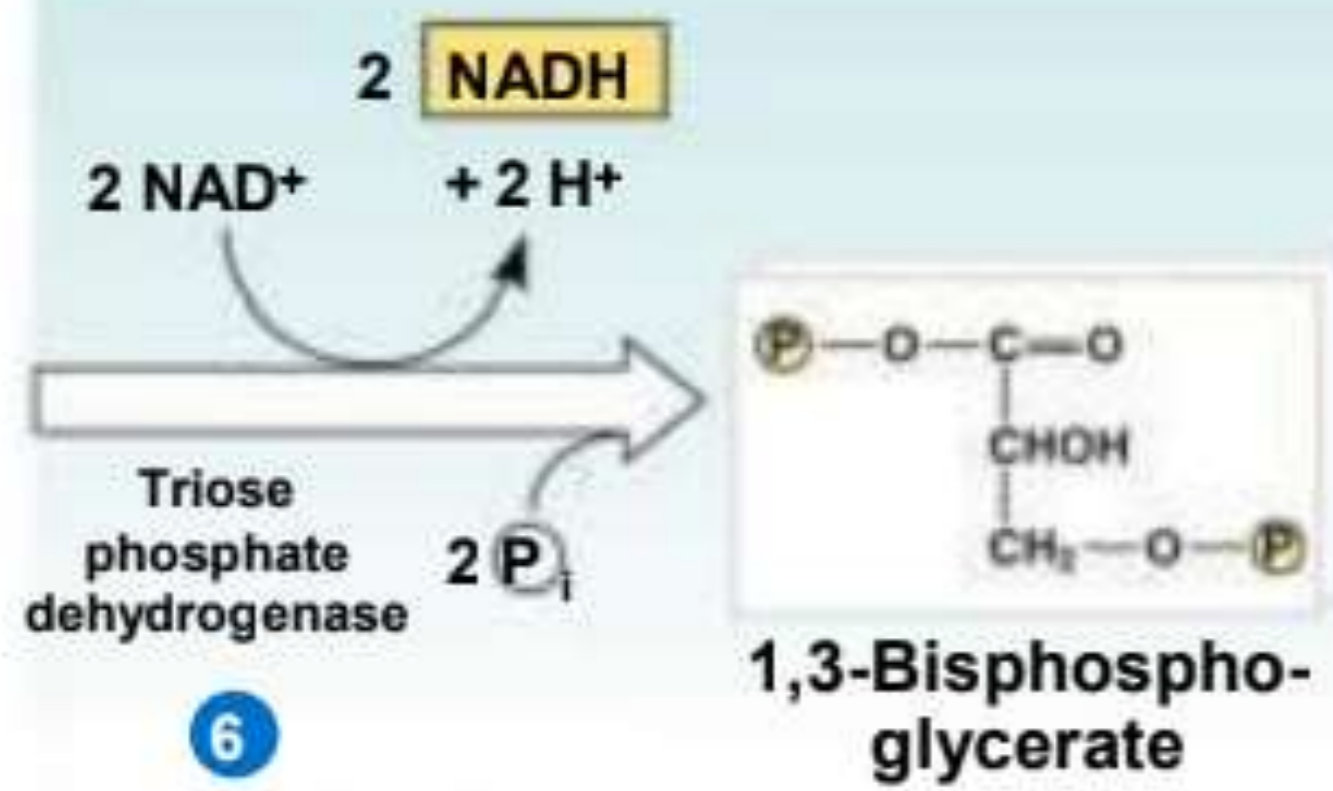 2 NADH
2 NAD+ + 2 H+
P—O—C=O
CHOH
CH₂—O—P
Triose
phosphate
dehydrogenase
2 Pi
6
1,3-Bisphospho-
glycerate